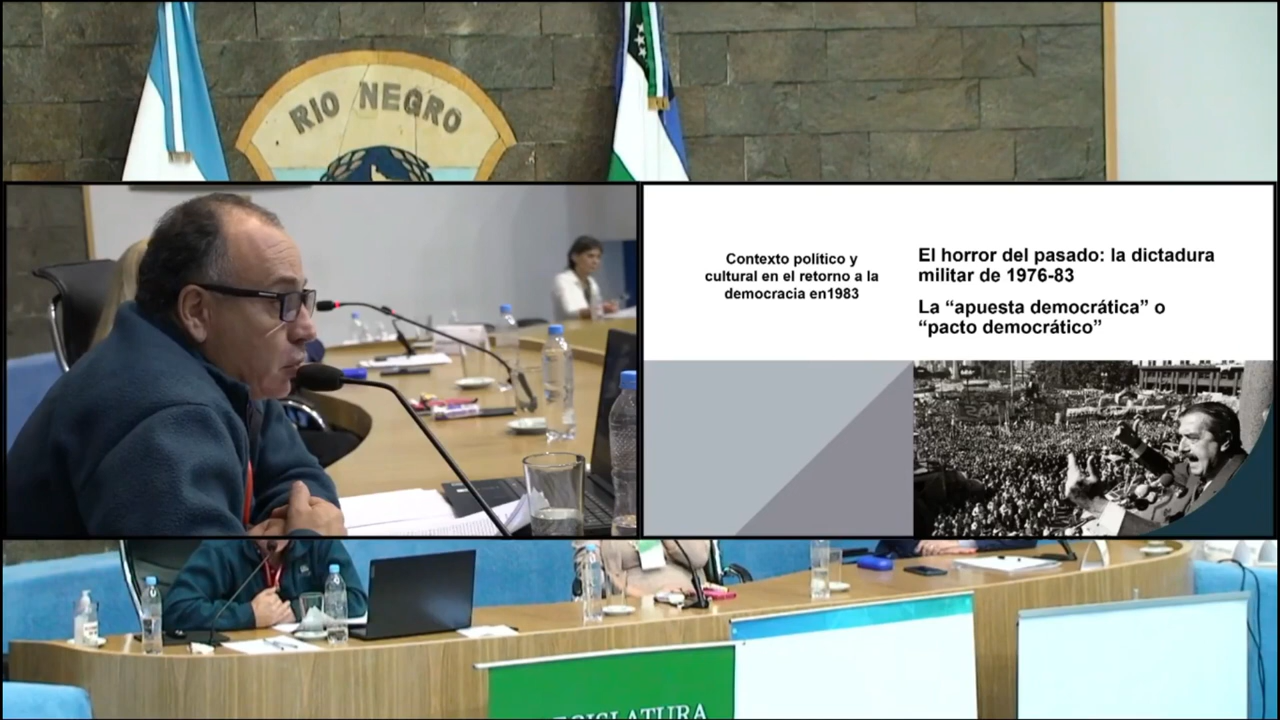 RIO NEGRO
Contexto político y
cultural en el retorno a la
democracia en1983
El horror del pasado: la dictadura
militar de 1976-83
La “apuesta democrática” o
“pacto democrático”
LEGISLATURA